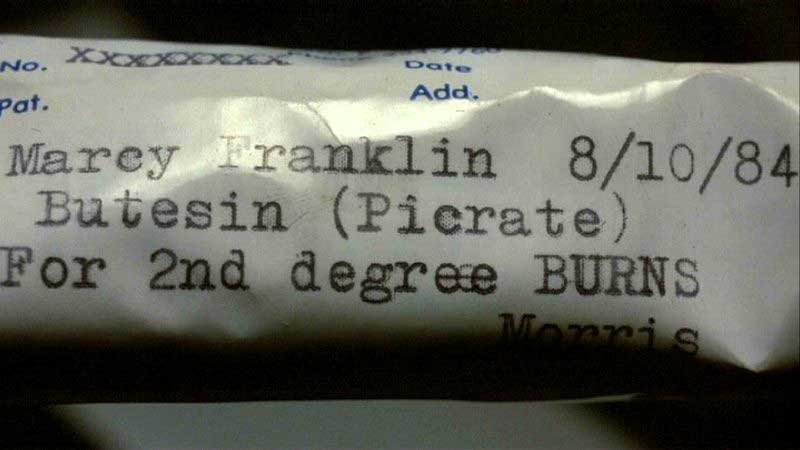 No. XXXXXXXXX
Date
Pat. Add.
Marcy Franklin 8/10/84
Butesin (Picrate)
For 2nd degree BURNS
Morris